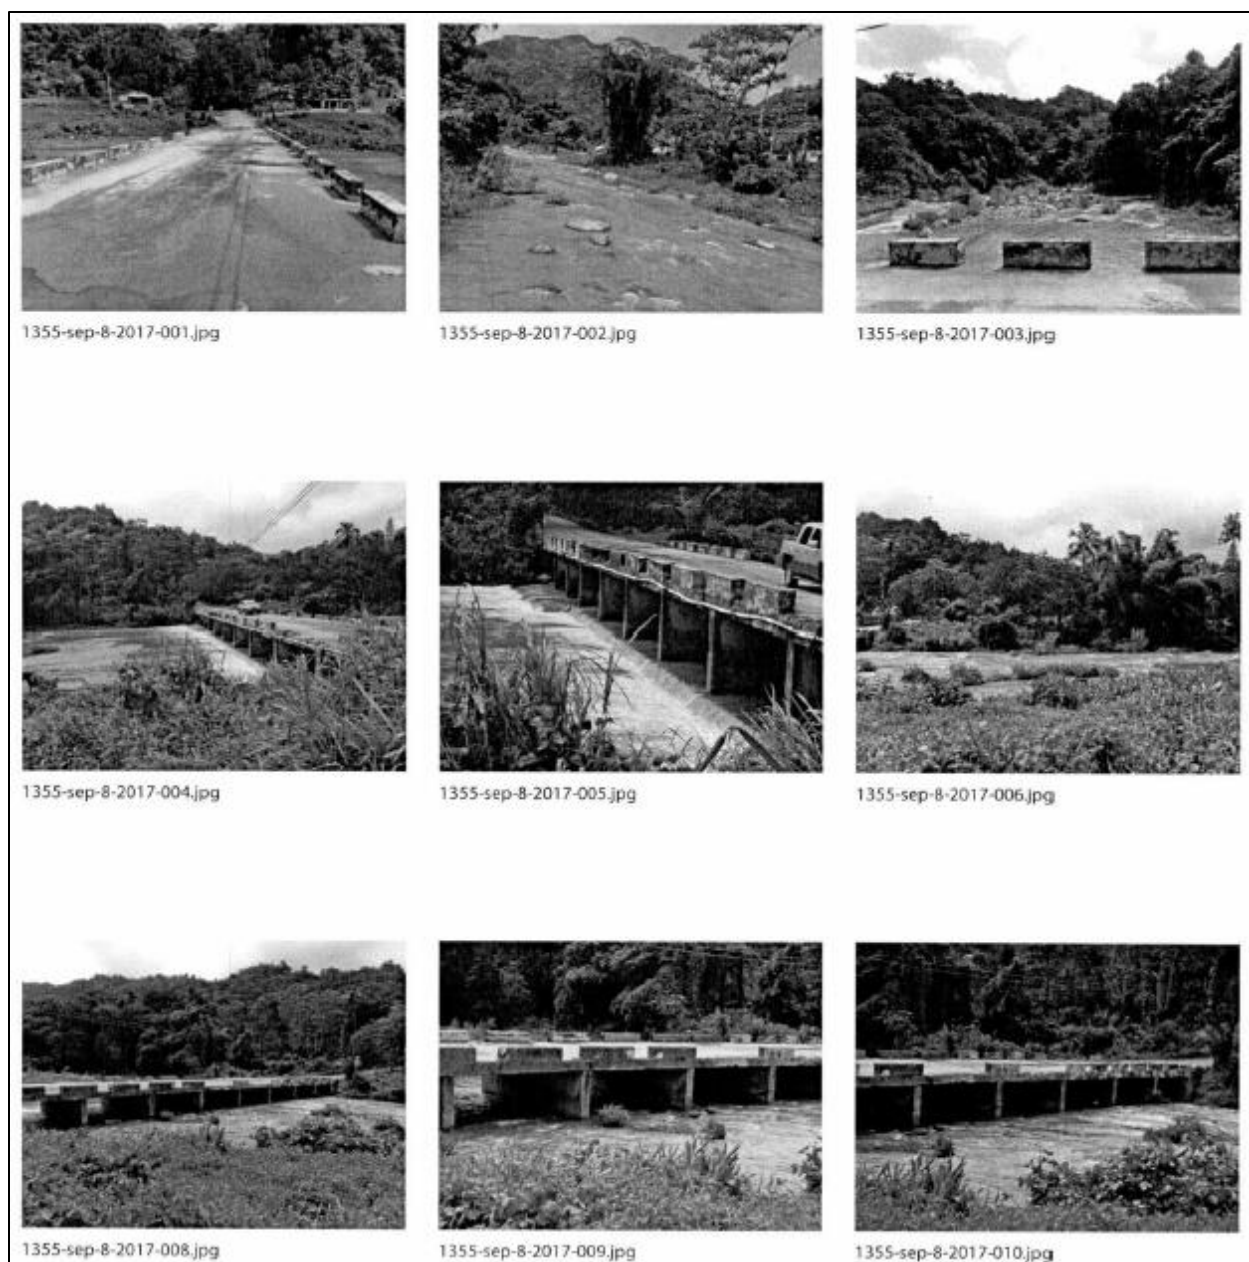 1355-sep-8-2017-001.jpg
1355-sep-8-2017-002.jpg
1355-sep-8-2017-003.jpg
1355-sep-8-2017-004.jpg
1355-sep-8-2017-005.jpg
1355-sep-8-2017-006.jpg
1355-sep-8-2017-008.jpg
1355-sep-8-2017-009.jpg
1355-sep-8-2017-010.jpg